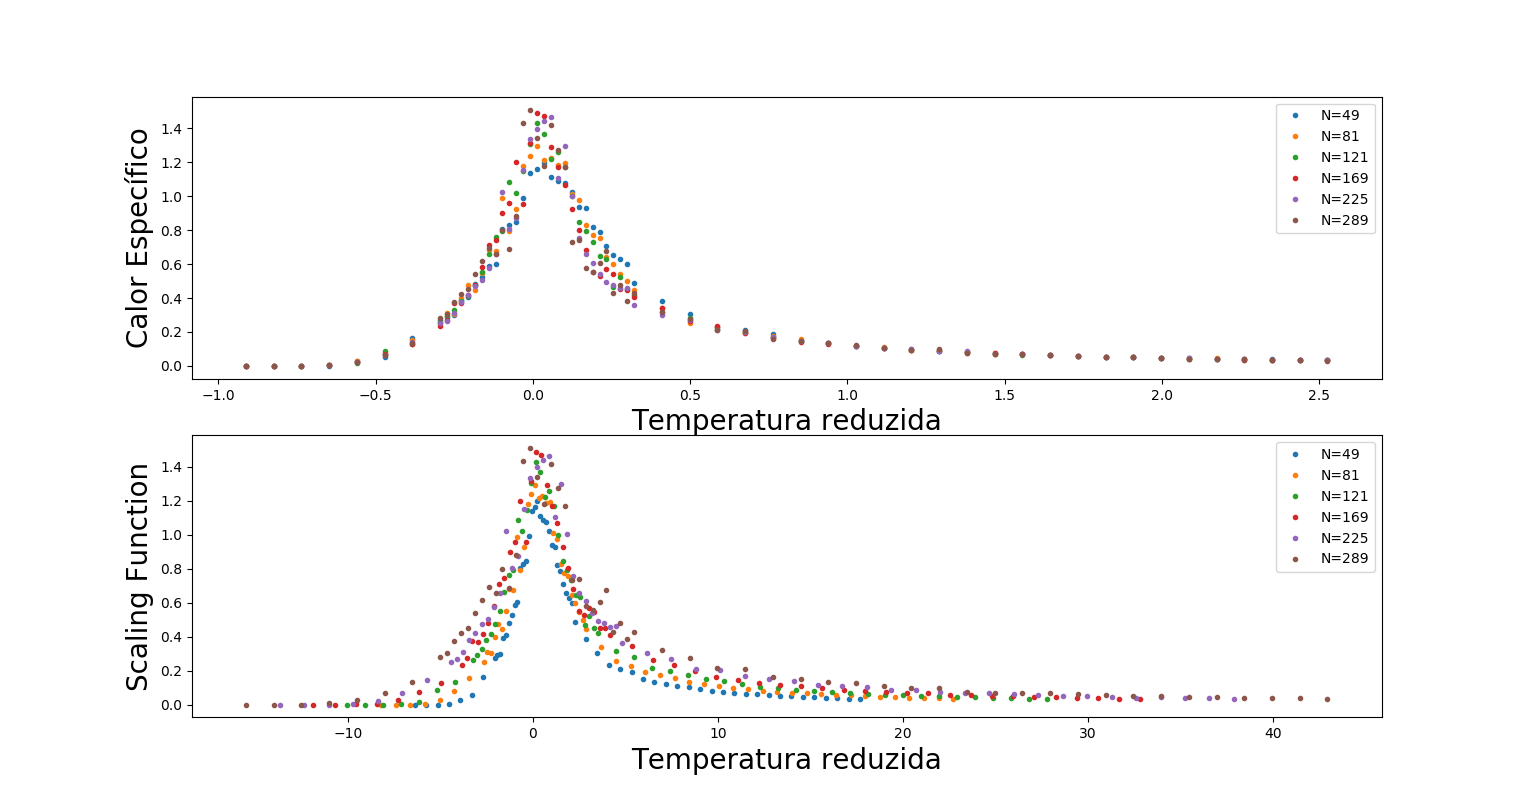 Calor Específico
1.4
1.2
1.0
0.8
0.6
0.4
0.2
0.0
N=49
N=81
N=121
N=169
N=225
N=289
−1.0 −0.5 0.0 0.5 1.0 1.5 2.0 2.5
Temperatura reduzida
Scaling Function
1.4
1.2
1.0
0.8
0.6
0.4
0.2
0.0
N=49
N=81
N=121
N=169
N=225
N=289
−10 0 10 20 30 40
Temperatura reduzida